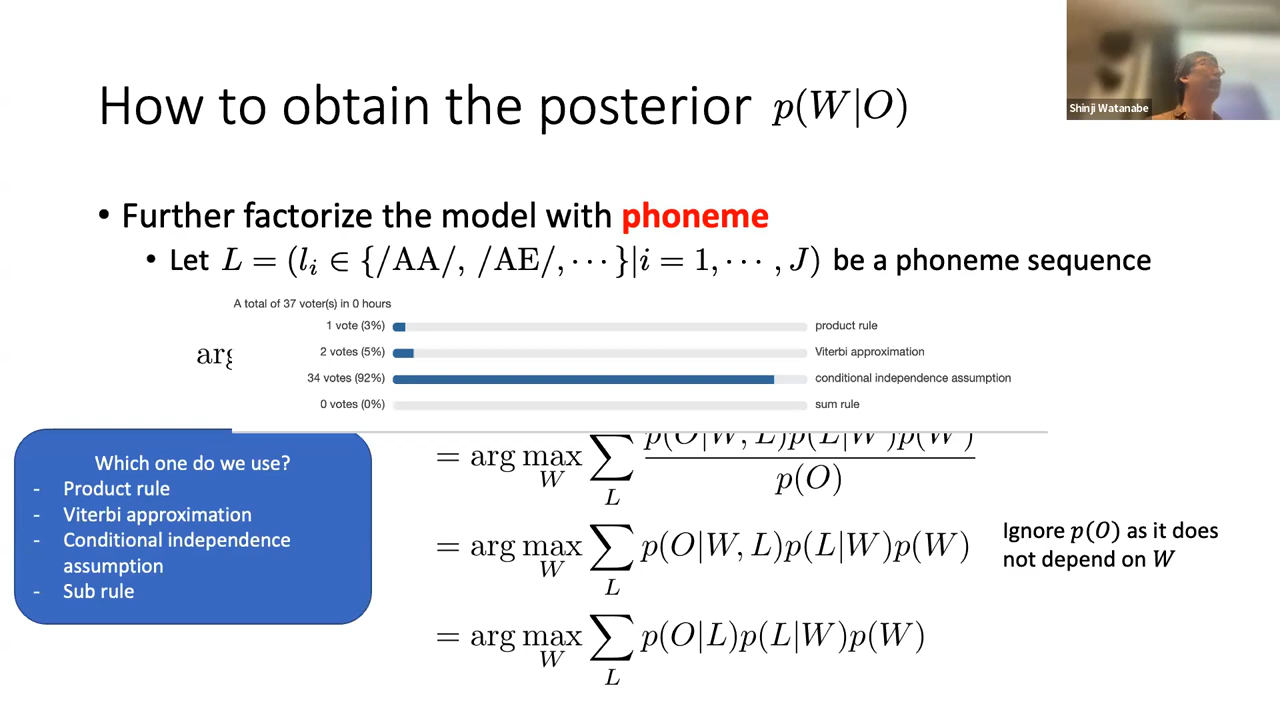 Shinji Watanabe
How to obtain the posterior p(W|O)
• Further factorize the model with phoneme
• Let L = (l_i ∈ {/AA/, /AE/, ⋯ }|i = 1, ⋯ , J) be a phoneme sequence
A total of 37 voter(s) in 0 hours
1 vote (3%) product rule
2 votes (5%) Viterbi approximation
34 votes (92%) conditional independence assumption
0 votes (0%) sum rule
arg
Which one do we use?
- Product rule
- Viterbi approximation
- Conditional independence
assumption
- Sub rule
= arg max_W ∑_L p(O|W, L)p(L|W)p(W) / p(O)
= arg max_W ∑_L p(O|W, L)p(L|W)p(W)
Ignore p(O) as it does
not depend on W
= arg max_W ∑_L p(O|L)p(L|W)p(W)